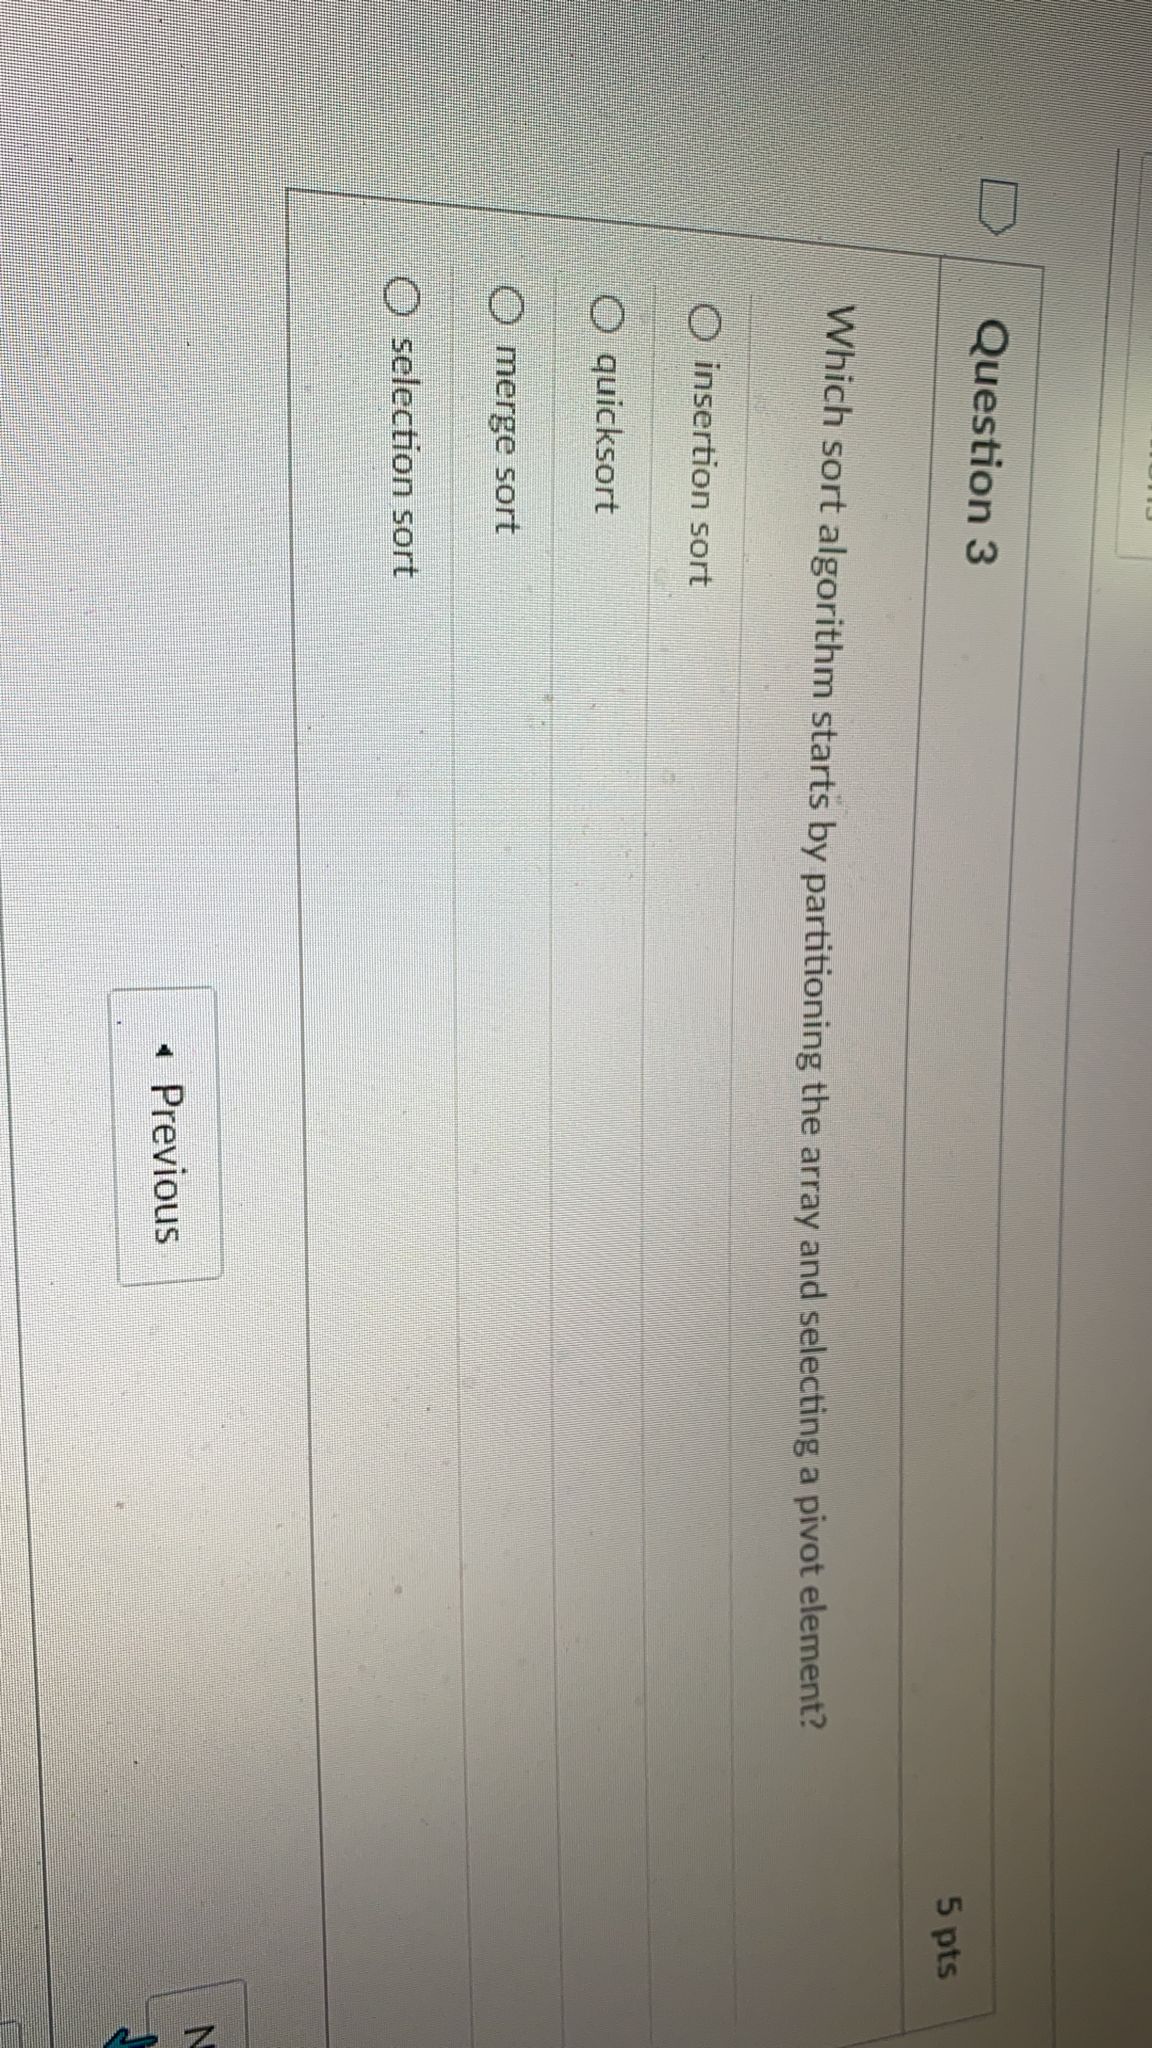 Question 3
5 pts
Which sort algorithm starts by partitioning the array and selecting a pivot element?
insertion sort
quicksort
merge sort
selection sort
◂ Previous